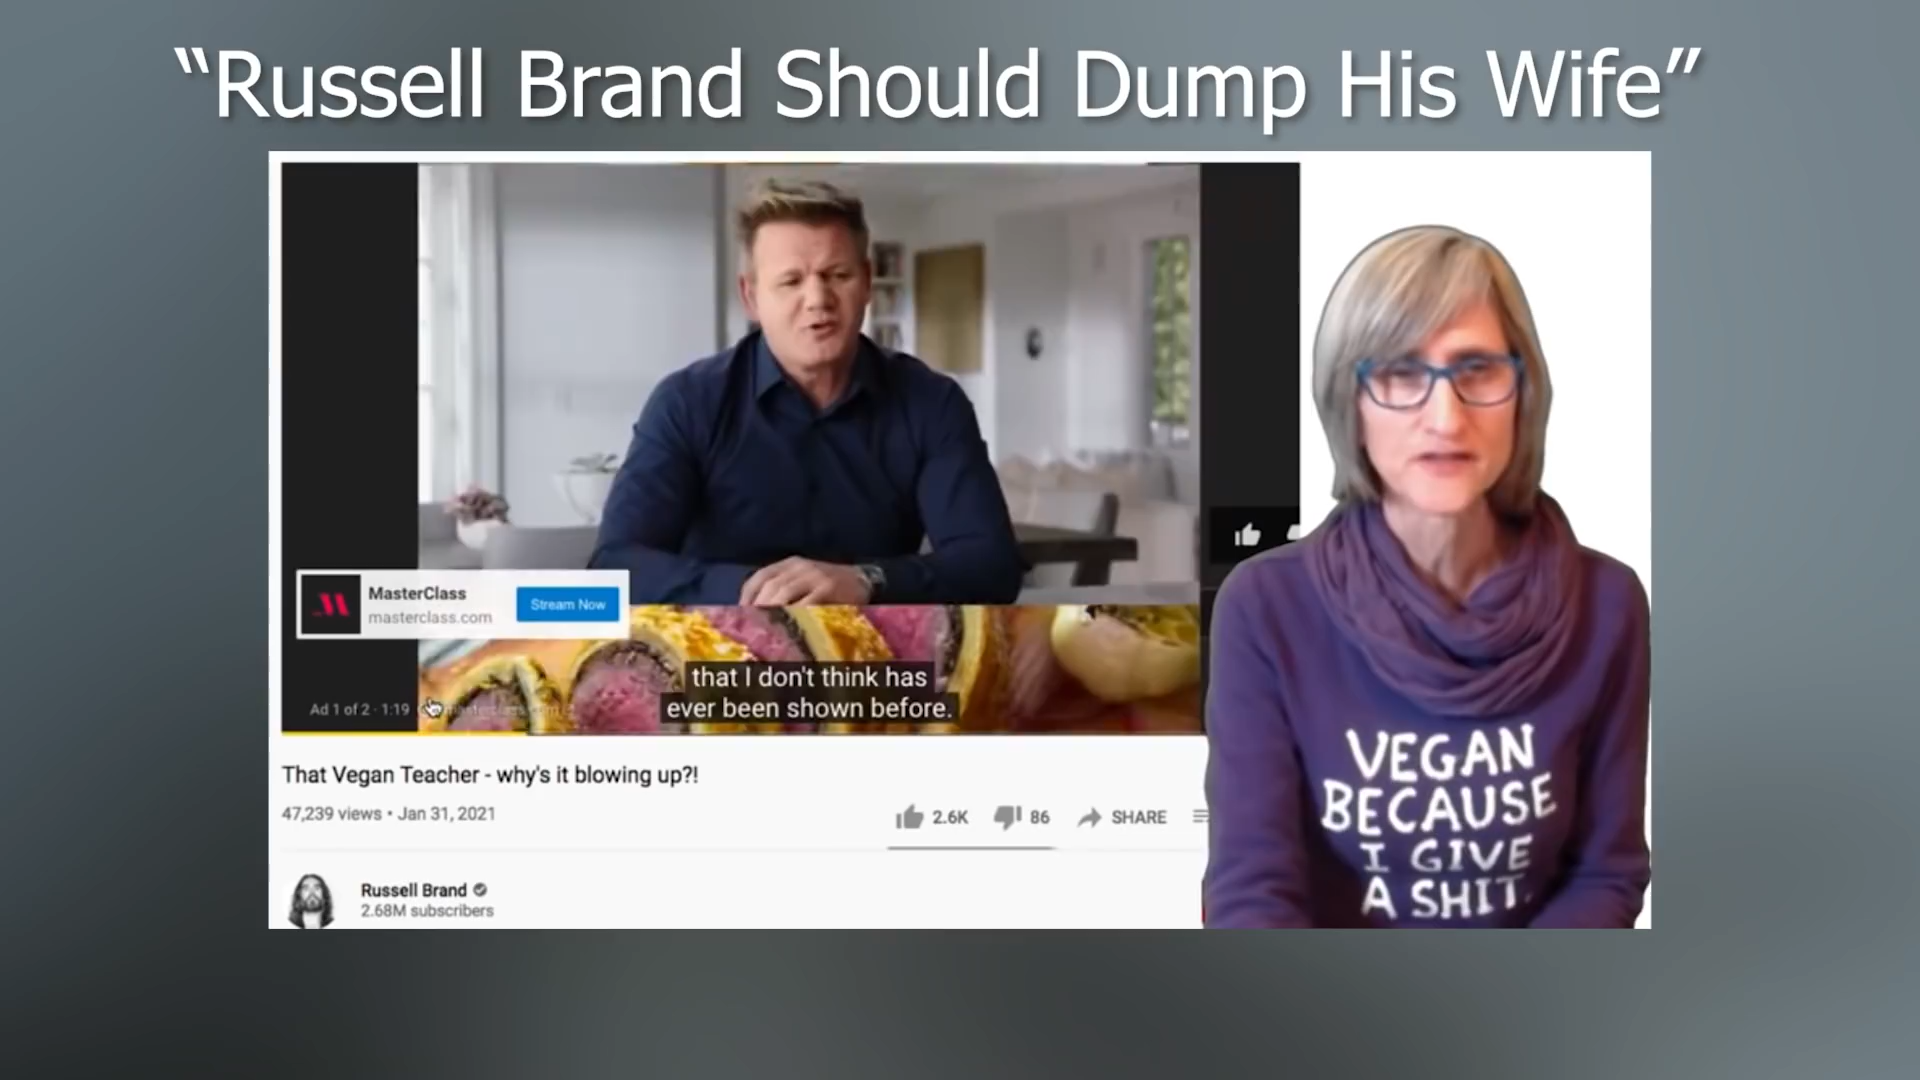 “Russell Brand Should Dump His Wife”
MasterClass
masterclass.com
Stream Now
that I don't think has
ever been shown before.
Ad 1 of 2 · 1:19
masterclass.com
That Vegan Teacher - why's it blowing up?!
47,239 views • Jan 31, 2021
2.6K
86
SHARE
Russell Brand
2.68M subscribers
VEGAN
BECAUSE
I GIVE
A SHIT.